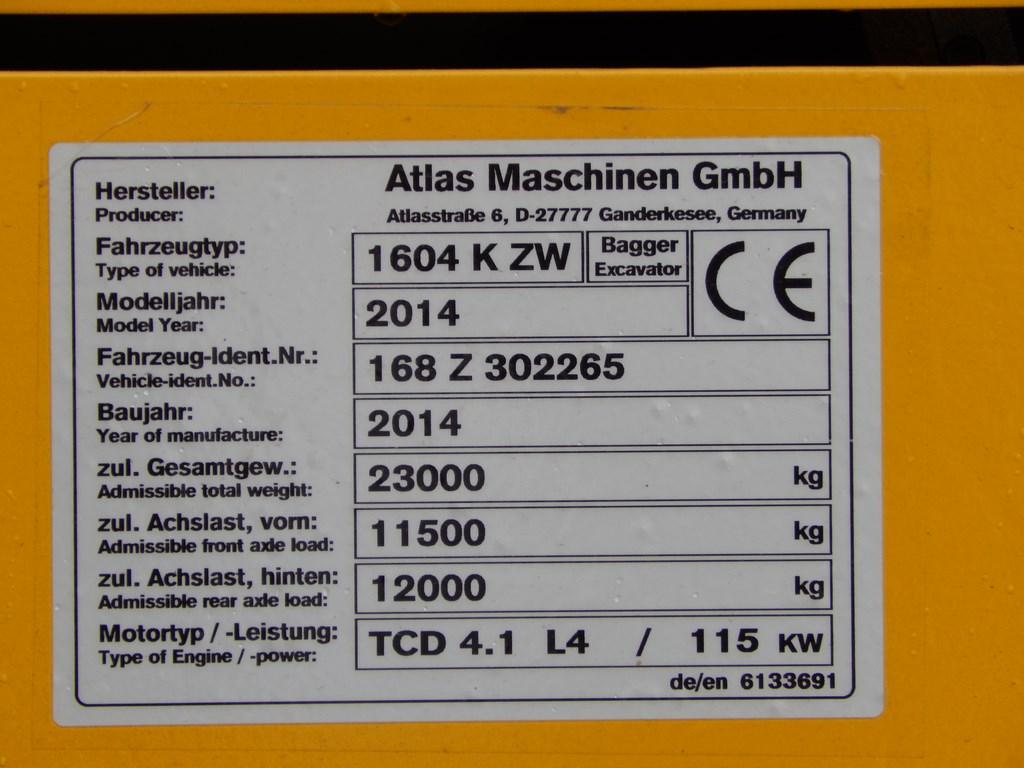 Hersteller: Atlas Maschinen GmbH
Producer: Atlasstraße 6, D-27777 Ganderkesee, Germany
Fahrzeugtyp: 1604 K ZW Bagger
Type of vehicle: Excavator CE
Modelljahr: 2014
Model Year:
Fahrzeug-Ident.Nr.: 168 Z 302265
Vehicle-ident.No.:
Baujahr: 2014
Year of manufacture:
zul. Gesamtgew.: 23000 kg
Admissible total weight:
zul. Achslast, vorn: 11500 kg
Admissible front axle load:
zul. Achslast, hinten: 12000 kg
Admissible rear axle load:
Motortyp / -Leistung: TCD 4.1 L4 / 115 KW
Type of Engine / -power:
de/en 6133691